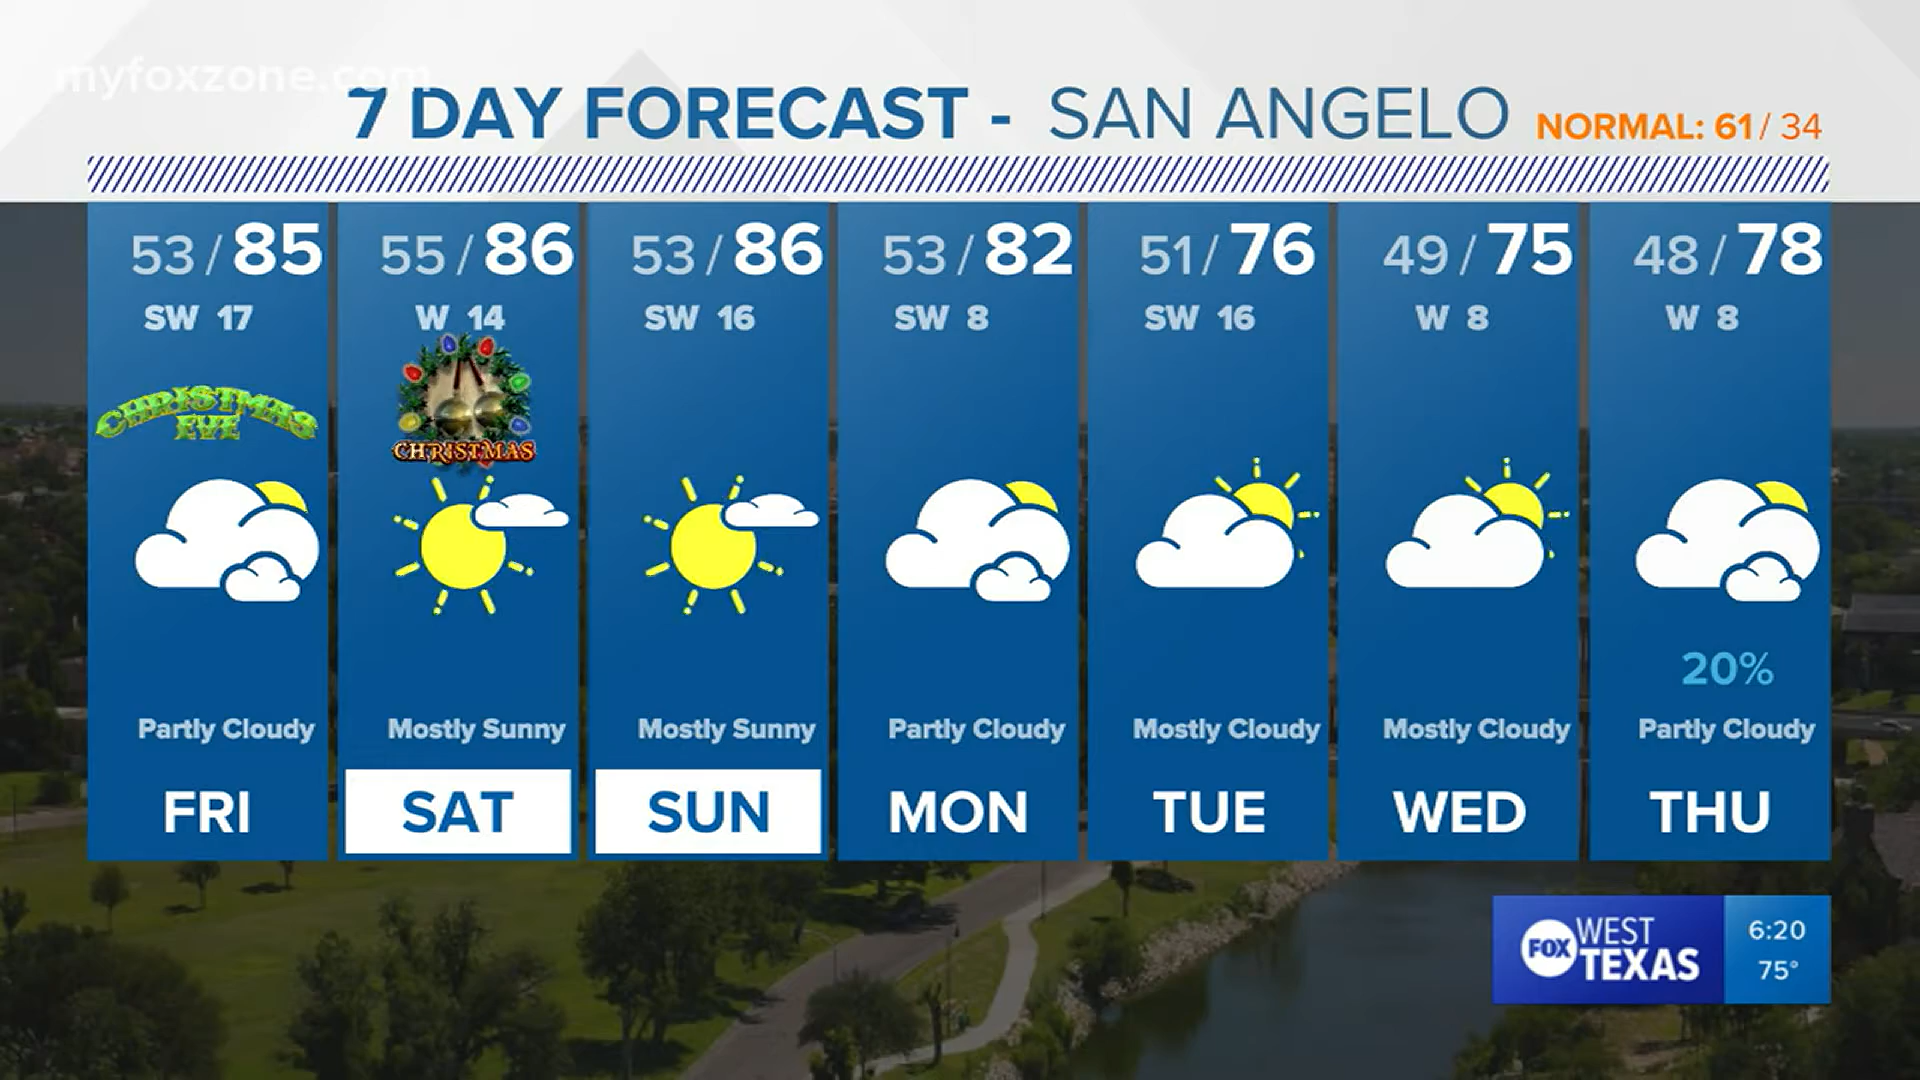 myfoxzone.com
7 DAY FORECAST - SAN ANGELO NORMAL: 61 / 34
53 / 85 55 / 86 53 / 86 53 / 82 51 / 76 49 / 75 48 / 78
SW 17 W 14 SW 16 SW 8 SW 16 W 8 W 8
CHRISTMAS
EVE
CHRISTMAS
20%
Partly Cloudy Mostly Sunny Mostly Sunny Partly Cloudy Mostly Cloudy Mostly Cloudy Partly Cloudy
FRI SAT SUN MON TUE WED THU
FOX WEST TEXAS
6:20
75°